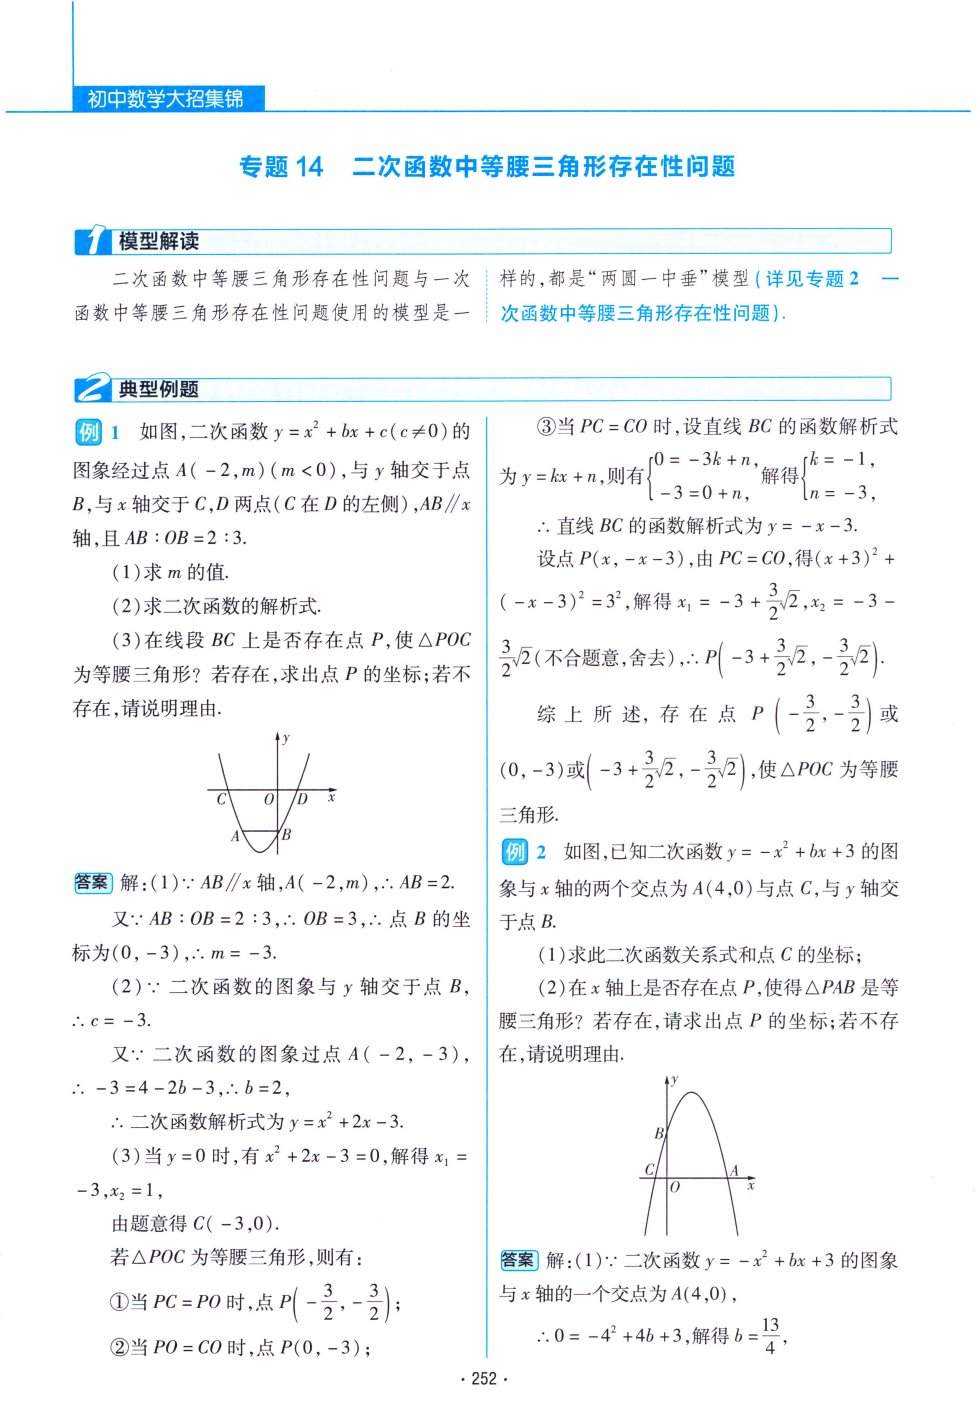 初中数学大招集锦
专题 14 二次函数中等腰三角形存在性问题
1 模型解读
二次函数中等腰三角形存在性问题与一次
函数中等腰三角形存在性问题使用的模型是一
样的,都是“两圆一中垂”模型(详见专题 2 一
次函数中等腰三角形存在性问题).
2 典型例题
例 1 如图,二次函数 y=x²+bx+c(c≠0)的
图象经过点 A(-2,m)(m<0),与 y 轴交于点
B,与 x 轴交于 C,D 两点(C 在 D 的左侧),AB∥x
轴,且 AB∶OB=2∶3.
(1)求 m 的值.
(2)求二次函数的解析式.
(3)在线段 BC 上是否存在点 P,使△POC
为等腰三角形? 若存在,求出点 P 的坐标;若不
存在,请说明理由.
y
C O D x
A B
答案 解:(1)∵ AB∥x 轴,A(-2,m),∴ AB=2.
又∵ AB∶OB=2∶3,∴ OB=3,∴ 点 B 的坐
标为(0,-3),∴ m=-3.
(2)∵ 二次函数的图象与 y 轴交于点 B,
∴ c=-3.
又∵ 二次函数的图象过点 A(-2,-3),
∴ -3=4-2b-3,∴ b=2,
∴ 二次函数解析式为 y=x²+2x-3.
(3)当 y=0 时,有 x²+2x-3=0,解得 x₁=
-3,x₂=1,
由题意得 C(-3,0).
若△POC 为等腰三角形,则有:
①当 PC=PO 时,点 P(-3/2,-3/2);
②当 PO=CO 时,点 P(0,-3);
③当 PC=CO 时,设直线 BC 的函数解析式
为 y=kx+n,则有{0=-3k+n, -3=0+n, 解得{k=-1, n=-3,
∴ 直线 BC 的函数解析式为 y=-x-3.
设点 P(x,-x-3),由 PC=CO,得(x+3)²+
(-x-3)²=3²,解得 x₁=-3+3/2√2,x₂=-3-
3/2√2(不合题意,舍去),∴ P(-3+3/2√2,-3/2√2).
综上所述,存在点 P(-3/2,-3/2)或
(0,-3)或(-3+3/2√2,-3/2√2),使△POC 为等腰
三角形.
例 2 如图,已知二次函数 y=-x²+bx+3 的图
象与 x 轴的两个交点为 A(4,0)与点 C,与 y 轴交
于点 B.
(1)求此二次函数关系式和点 C 的坐标;
(2)在 x 轴上是否存在点 P,使得△PAB 是等
腰三角形? 若存在,请求出点 P 的坐标;若不存
在,请说明理由.
y
B
C A
O x
答案 解:(1)∵ 二次函数 y=-x²+bx+3 的图象
与 x 轴的一个交点为 A(4,0),
∴ 0=-4²+4b+3,解得 b=13/4,
· 252 ·